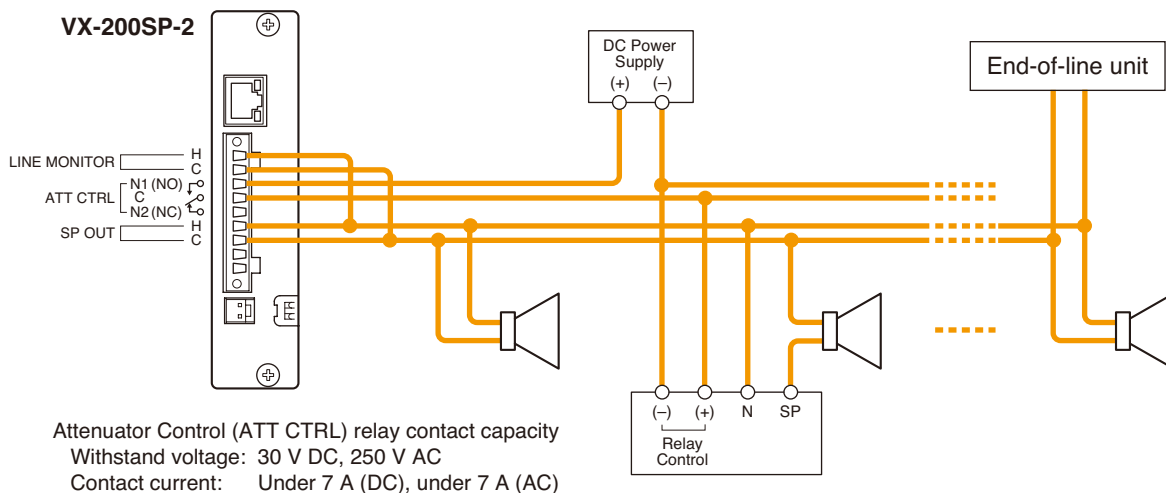 VX-200SP-2
DC Power
Supply
(+) (–)
End-of-line unit
LINE MONITOR
H
C
ATT CTRL
N1 (NO)
C
N2 (NC)
SP OUT
H
C
(–) (+) N SP
Relay
Control
Attenuator Control (ATT CTRL) relay contact capacity
Withstand voltage: 30 V DC, 250 V AC
Contact current: Under 7 A (DC), under 7 A (AC)